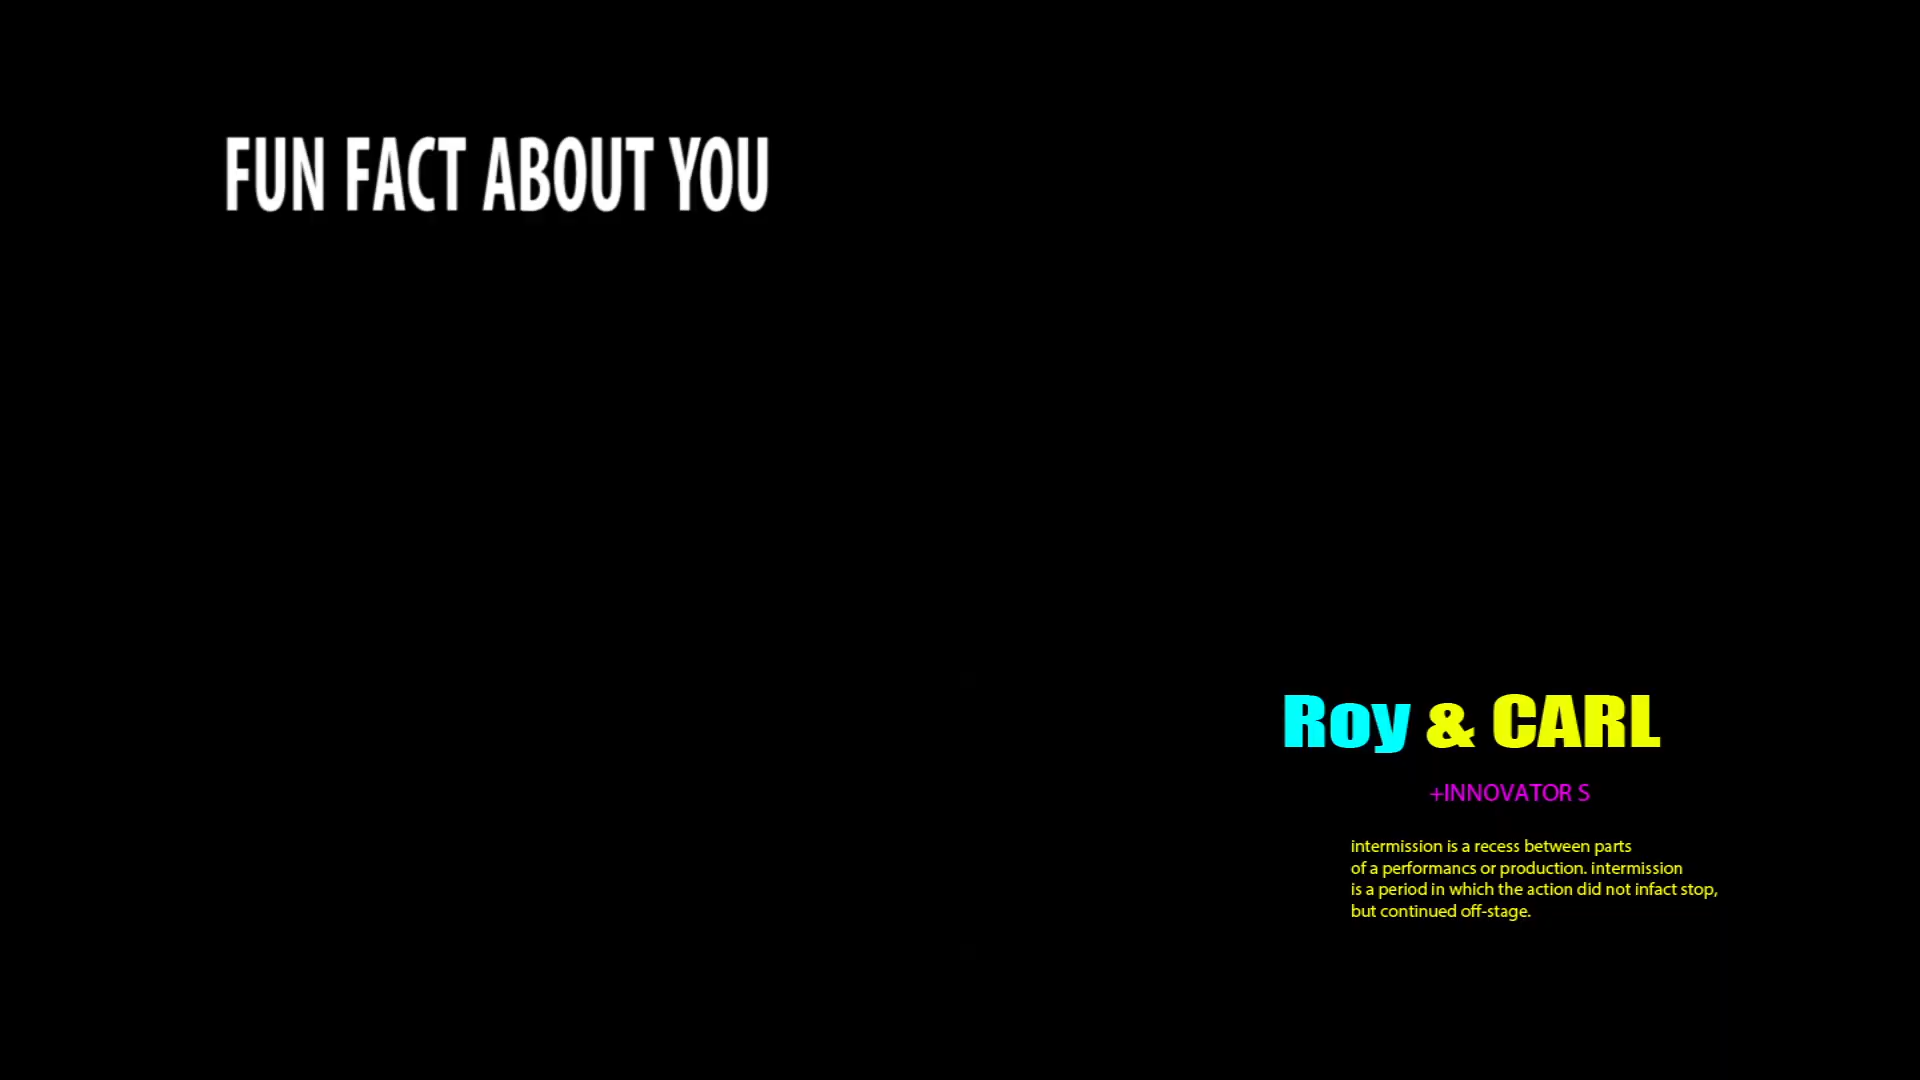 FUN FACT ABOUT YOU
Roy & CARL
+INNOVATOR S
intermission is a recess between parts
of a performancs or production. intermission
is a period in which the action did not infact stop,
but continued off-stage.